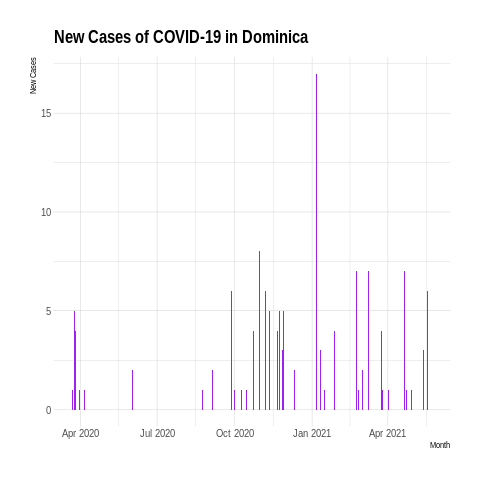 New Cases of COVID-19 in Dominica
New Cases
15
10
5
0
Apr 2020 Jul 2020 Oct 2020 Jan 2021 Apr 2021
Month